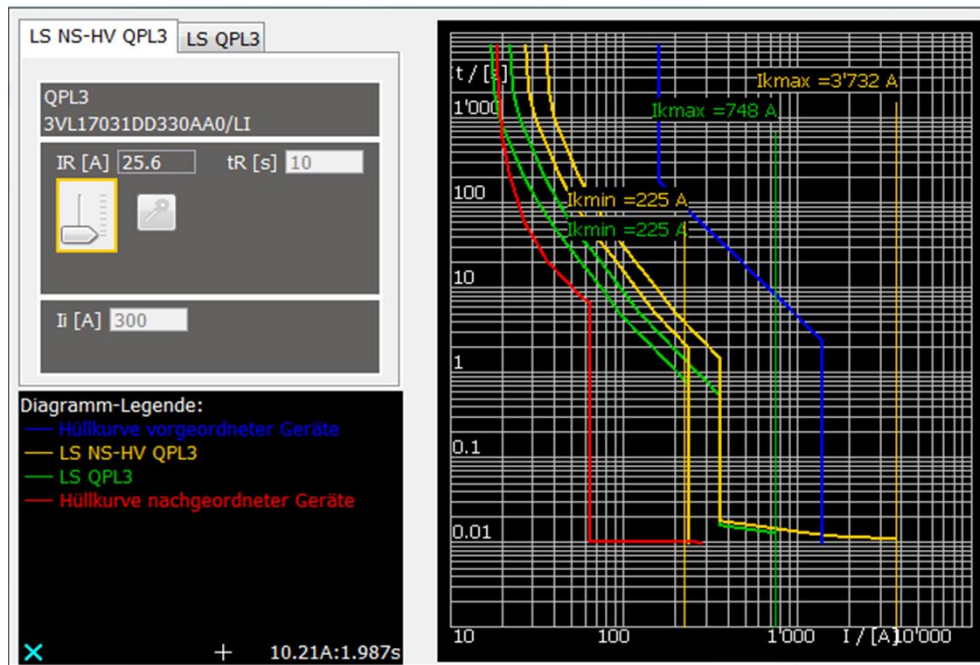 LS NS-HV QPL3
LS QPL3
QPL3
3VL17031DD330AA0/LI
IR [A] 25.6 tR [s] 10
Ii [A] 300
Diagramm-Legende:
Hüllkurve vorgeordneter Geräte
LS NS-HV QPL3
LS QPL3
Hüllkurve nachgeordneter Geräte
10.21A:1.987s
t / [s]
Ikmax =3'732 A
1'000
Ikmax =748 A
100
Ikmin =225 A
Ikmin =225 A
10
1
0.1
0.01
10 100 1'000 I / [A] 10'000